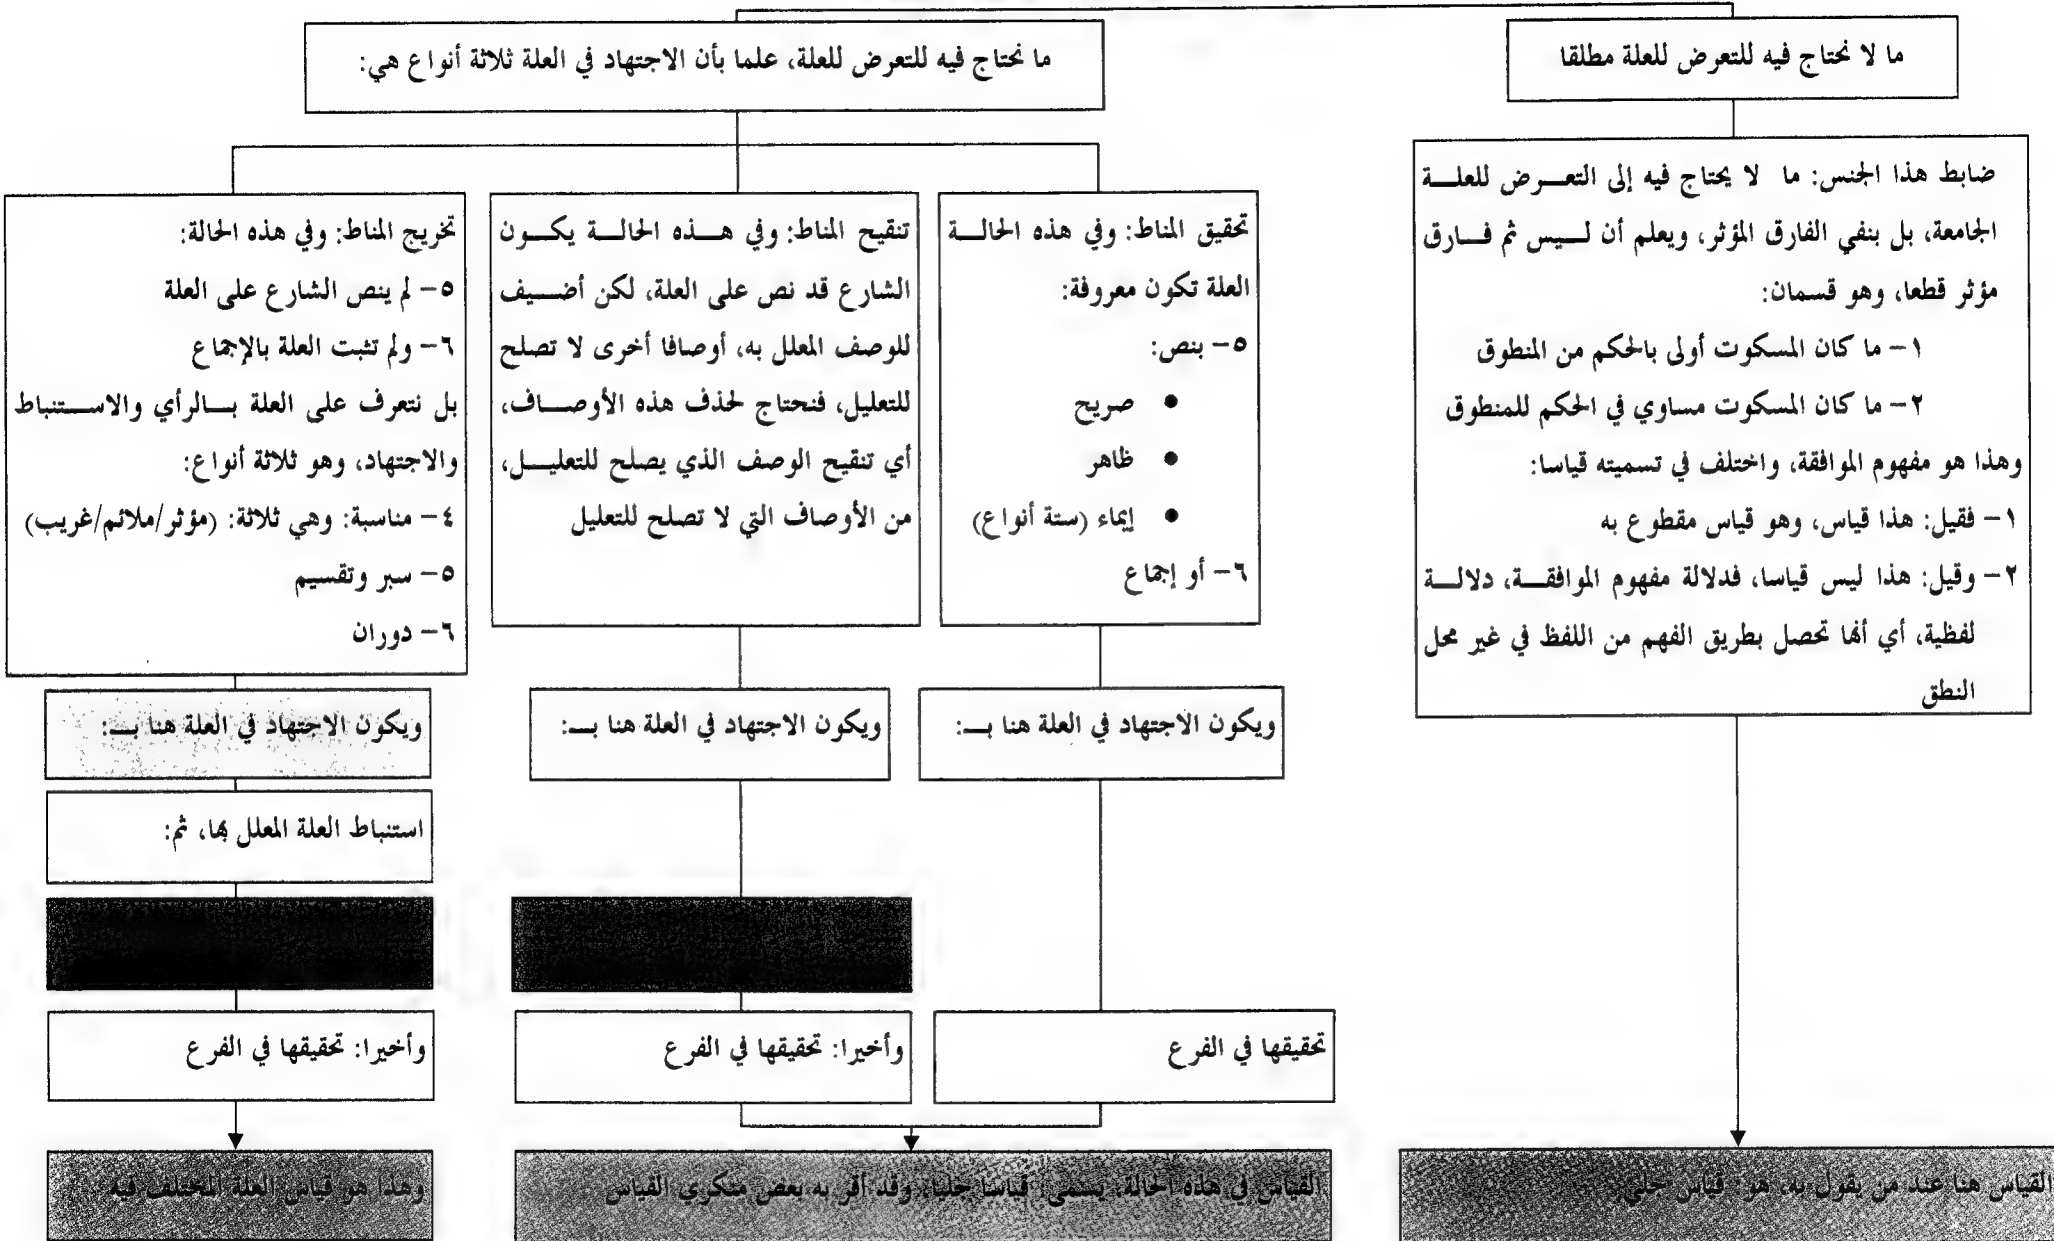 ما لا نحتاج فيه للتعرض للعلة مطلقا
ما نحتاج فيه للتعرض للعلة، علما بأن الاجتهاد في العلة ثلاثة أنواع هي:
ضابط هذا الجنس: ما لا يحتاج فيه إلى التعرض للعلة
الجامعة، بل بنفي الفارق المؤثر، ويعلم أن ليس ثم فارق
مؤثر قطعا، وهو قسمان:
١- ما كان المسكوت أولى بالحكم من المنطوق
٢- ما كان المسكوت مساوي في الحكم للمنطوق
وهذا هو مفهوم الموافقة، واختلف في تسميته قياسا:
١- فقيل: هذا قياس، وهو قياس مقطوع به
٢- وقيل: هذا ليس قياسا، فدلالة مفهوم الموافقة، دلالة
لفظية، أي أنها تحصل بطريق الفهم من اللفظ في غير محل
النطق
تحقيق المناط: وفي هذه الحالة
العلة تكون معروفة:
٥- بنص:
• صريح
• ظاهر
• إيماء (ستة أنواع)
٦- أو إجماع
تنقيح المناط: وفي هذه الحالة يكون
الشارع قد نص على العلة، لكن أضيف
للوصف المعلل به، أوصافا أخرى لا تصلح
للتعليل، فنحتاج لحذف هذه الأوصاف،
أي تنقيح الوصف الذي يصلح للتعليل،
من الأوصاف التي لا تصلح للتعليل
تخريج المناط: وفي هذه الحالة:
٥- لم ينص الشارع على العلة
٦- ولم تثبت العلة بالإجماع
بل نتعرف على العلة بالرأي والاستنباط
والاجتهاد، وهو ثلاثة أنواع:
٤- مناسبة: وهي ثلاثة: (مؤثر/ملائم/غريب)
٥- سبر وتقسيم
٦- دوران
ويكون الاجتهاد في العلة هنا بـ:
ويكون الاجتهاد في العلة هنا بـ:
ويكون الاجتهاد في العلة هنا بـ:
استنباط العلة المعلل بها، ثم:
تحقيقها في الفرع
وأخيرا: تحقيقها في الفرع
وأخيرا: تحقيقها في الفرع
القياس هنا عند من يقول به، هو قياس جلي
القياس في هذه الحالة، يسمى: قياسا جليا، وقد أقر به بعض منكري القياس
وهذا هو قياس العلة المختلف فيه